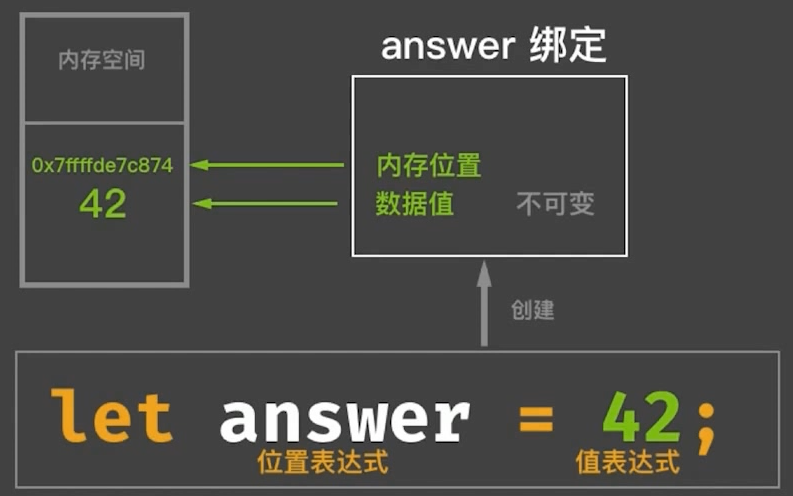 answer 绑定
内存空间
0x7ffffde7c874
42
内存位置
数据值 不可变
创建
let answer = 42;
位置表达式 值表达式